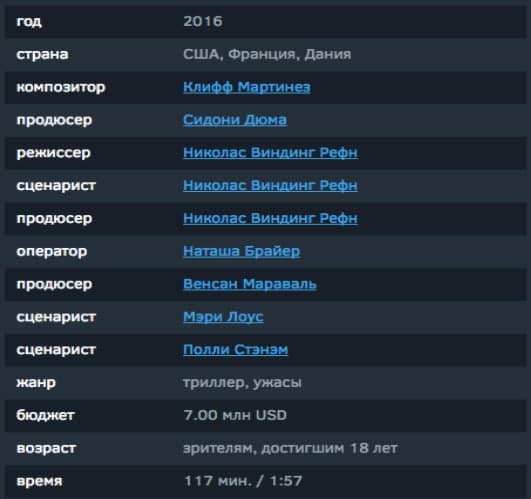 год 2016
страна США, Франция, Дания
композитор Клифф Мартинез
продюсер Сидони Дюма
режиссер Николас Виндинг Рефн
сценарист Николас Виндинг Рефн
продюсер Николас Виндинг Рефн
оператор Наташа Брайер
продюсер Венсан Мараваль
сценарист Мэри Лоус
сценарист Полли Стэнэм
жанр триллер, ужасы
бюджет 7.00 млн USD
возраст зрителям, достигшим 18 лет
время 117 мин. / 1:57